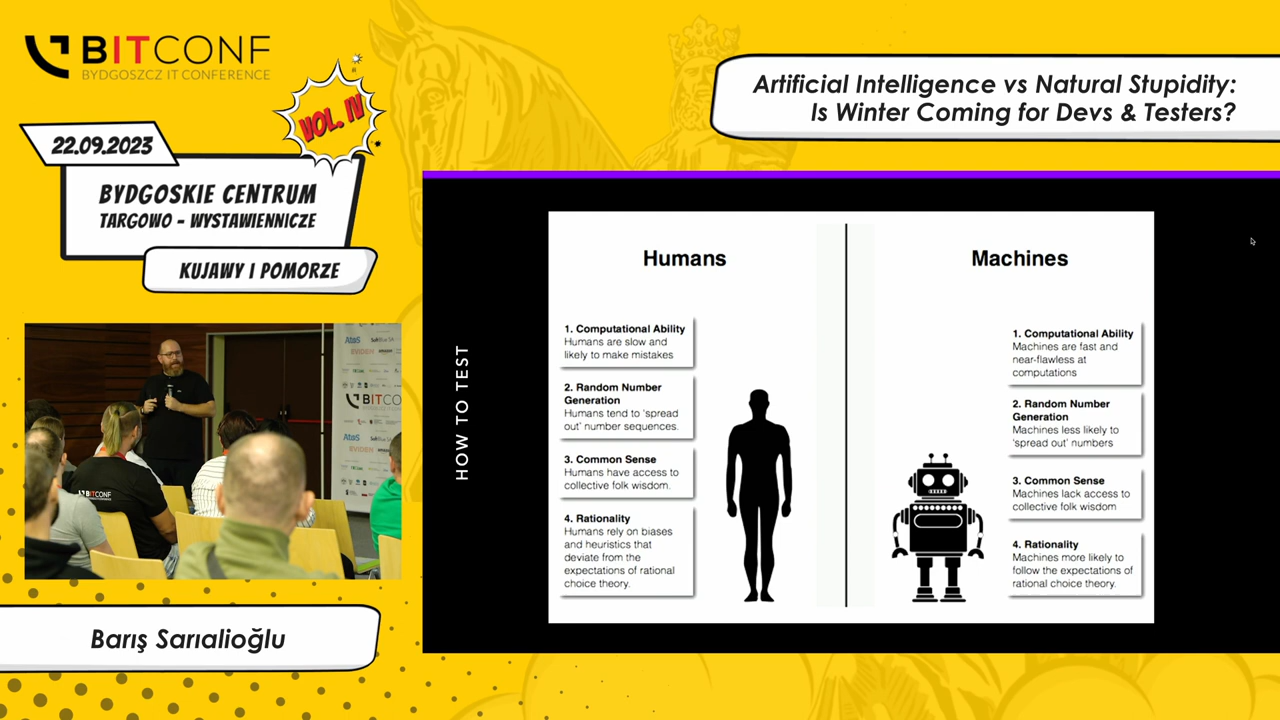 BITCONF
BYDGOSZCZ IT CONFERENCE
VOL. IV
22.09.2023
BYDGOSKIE CENTRUM
TARGOWO - WYSTAWIENNICZE
KUJAWY I POMORZE
Artificial Intelligence vs Natural Stupidity:
Is Winter Coming for Devs & Testers?
HOW TO TEST
Humans
1. Computational Ability
Humans are slow and
likely to make mistakes
2. Random Number
Generation
Humans tend to 'spread
out' number sequences.
3. Common Sense
Humans have access to
collective folk wisdom.
4. Rationality
Humans rely on biases
and heuristics that
deviate from the
expectations of rational
choice theory.
Machines
1. Computational Ability
Machines are fast and
near-flawless at
computations
2. Random Number
Generation
Machines less likely to
'spread out' numbers
3. Common Sense
Machines lack access to
collective folk wisdom
4. Rationality
Machines more likely to
follow the expectations of
rational choice theory.
Atos
BITCONF
Atos
EVIDEN
BITCONF
Barış Sarıalioğlu